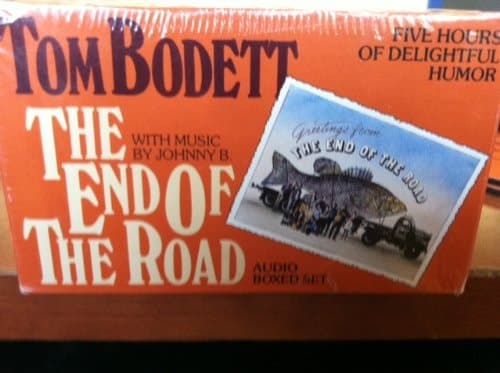 TOM BODETT
FIVE HOURS
OF DELIGHTFUL
HUMOR
THE
END OF
THE ROAD
WITH MUSIC
BY JOHNNY B.
Greetings from
THE END OF THE ROAD
AUDIO
BOXED SET